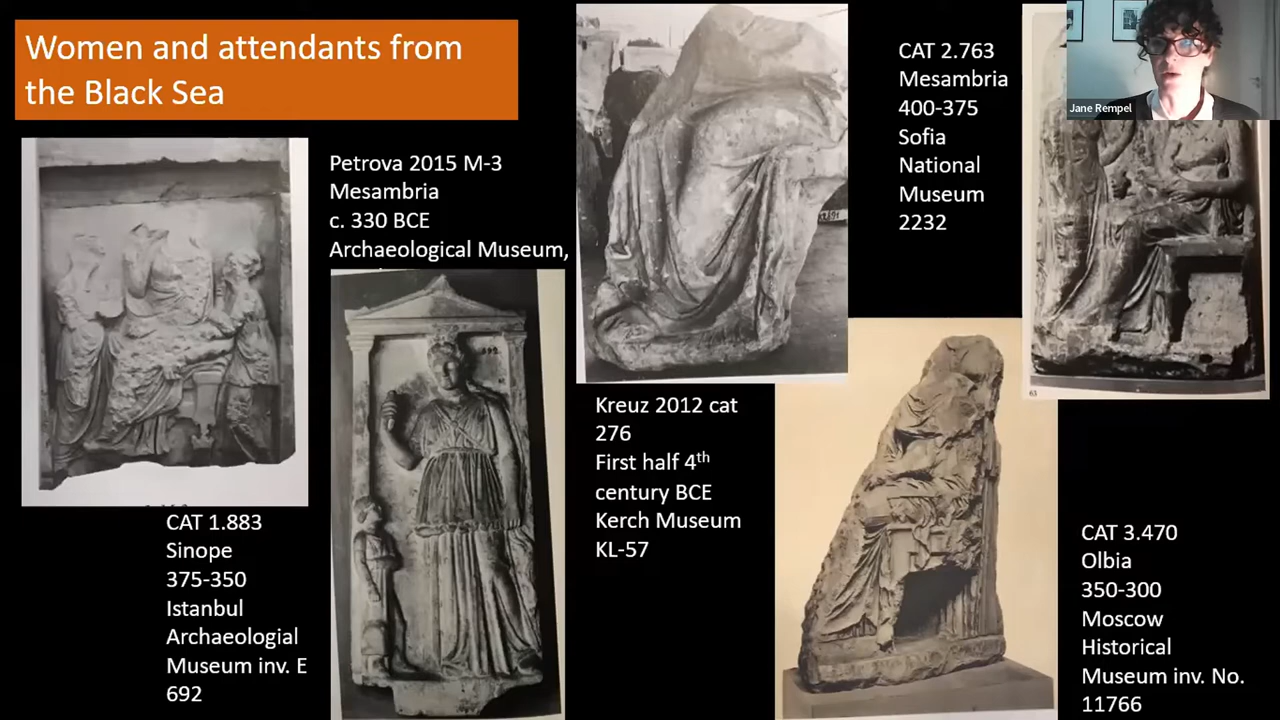 Women and attendants from
the Black Sea
Petrova 2015 M-3
Mesambria
c. 330 BCE
Archaeological Museum,
CAT 2.763
Mesambria
400-375
Sofia
National
Museum
2232
Jane Rempel
Kreuz 2012 cat
276
First half 4th
century BCE
Kerch Museum
KL-57
CAT 1.883
Sinope
375-350
Istanbul
Archaeologial
Museum inv. E
692
CAT 3.470
Olbia
350-300
Moscow
Historical
Museum inv. No.
11766